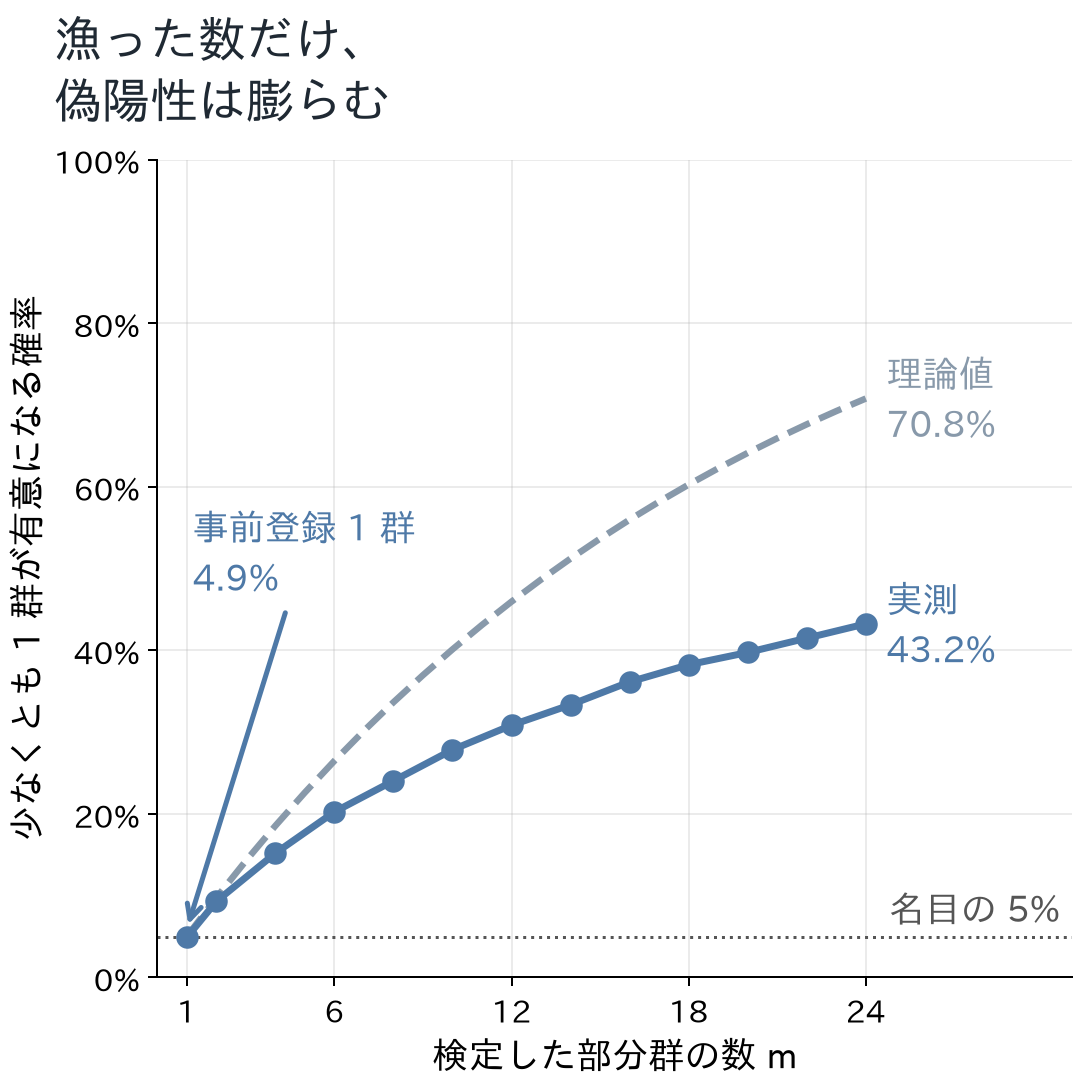 漁った数だけ、
偽陽性は膨らむ
少なくとも 1 群が有意になる確率
100%
80%
60%
40%
20%
0%
理論値
70.8%
事前登録 1 群
4.9%
実測
43.2%
名目の 5%
1
6
12
18
24
検定した部分群の数 m